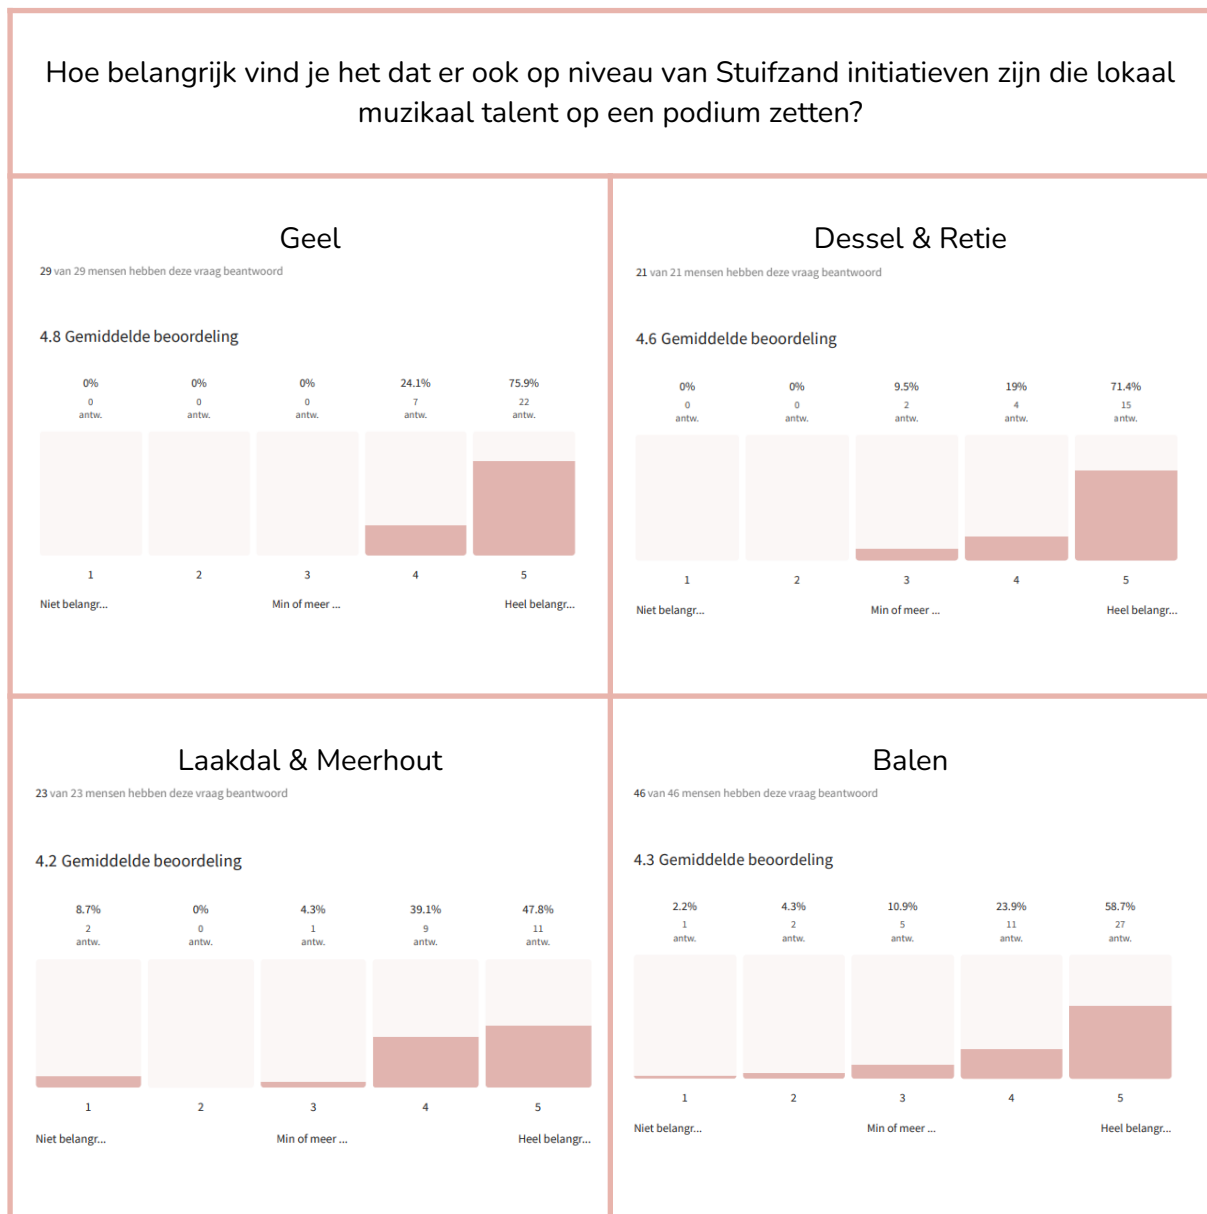 Hoe belangrijk vind je het dat er ook op niveau van Stuifzand initiatieven zijn die lokaal
muzikaal talent op een podium zetten?
Geel
29 van 29 mensen hebben deze vraag beantwoord
4.8 Gemiddelde beoordeling
0% 0% 0% 24.1% 75.9%
0 0 0 7 22
antw. antw. antw. antw. antw.
1 2 3 4 5
Niet belangr... Min of meer ... Heel belangr...
Dessel & Retie
21 van 21 mensen hebben deze vraag beantwoord
4.6 Gemiddelde beoordeling
0% 0% 9.5% 19% 71.4%
0 0 2 4 15
antw. antw. antw. antw. antw.
1 2 3 4 5
Niet belangr... Min of meer ... Heel belangr...
Laakdal & Meerhout
23 van 23 mensen hebben deze vraag beantwoord
4.2 Gemiddelde beoordeling
8.7% 0% 4.3% 39.1% 47.8%
2 0 1 9 11
antw. antw. antw. antw. antw.
1 2 3 4 5
Niet belangr... Min of meer ... Heel belangr...
Balen
46 van 46 mensen hebben deze vraag beantwoord
4.3 Gemiddelde beoordeling
2.2% 4.3% 10.9% 23.9% 58.7%
1 2 5 11 27
antw. antw. antw. antw. antw.
1 2 3 4 5
Niet belangr... Min of meer ... Heel belangr...